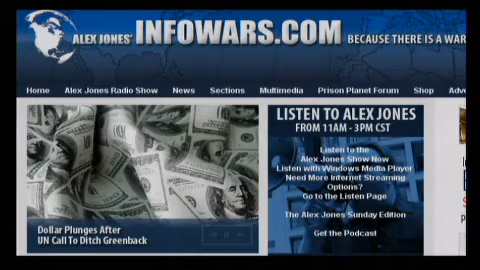 ALEX JONES' INFOWARS.COM BECAUSE THERE IS A WAR
Home Alex Jones Radio Show News Sections Multimedia Prison Planet Forum Shop
LISTEN TO ALEX JONES
FROM 11AM - 3PM CST
Listen to the
Alex Jones Show Now
Listen with Windows Media Player
Need More Internet Streaming
Options?
Go to the Listen Page
The Alex Jones Sunday Edition
Get the Podcast
Dollar Plunges After
UN Call To Ditch Greenback